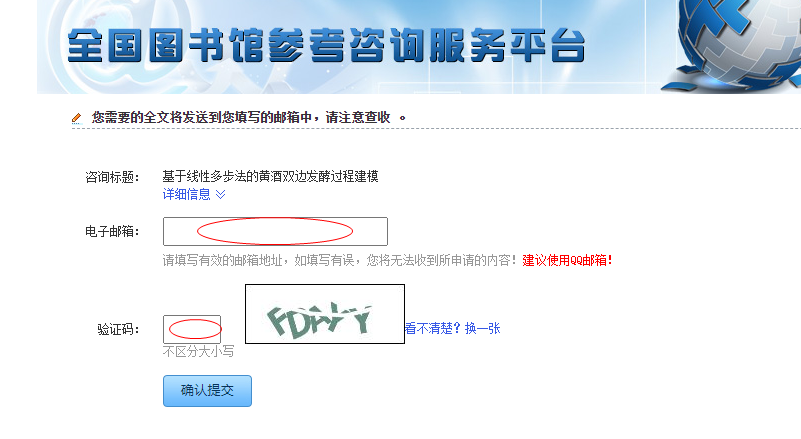 全国图书馆参考咨询服务平台
您需要的全文将发送到您填写的邮箱中，请注意查收 。
咨询标题： 基于线性多步法的黄酒双边发酵过程建模
详细信息
电子邮箱：
请填写有效的邮箱地址，如填写有误，您将无法收到所申请的内容！建议使用QQ邮箱！
验证码： 看不清楚？换一张
不区分大小写
确认提交